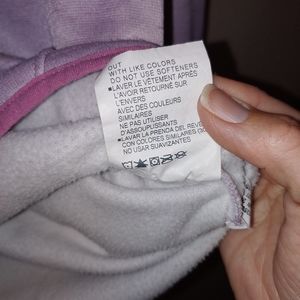 OUT
WITH LIKE COLORS
DO NOT USE SOFTENERS
•LAVER LE VÊTEMENT APRÈS
L'AVOIR RETOURNÉ SUR
L'ENVERS
AVEC DES COULEURS
SIMILAIRES
NE PAS UTILISER
D'ASSOUPLISSANTS
•LAVAR LA PRENDA DEL REVE
CON COLORES SIMILARES
NO USAR SUAVIZANTES